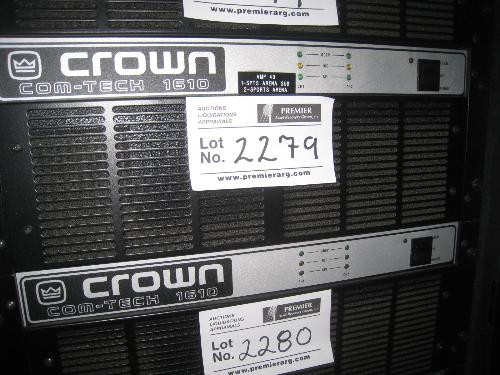 www.premierarg.com
crown
COM-TECH 1610
AMP 43
1-SPTS ARENA SUB
2-SPORTS ARENA
AUCTIONS
LIQUIDATIONS
APPRAISALS
PREMIER
Lot
No. 2279
www.premierarg.com
crown
COM-TECH 1610
AUCTIONS
LIQUIDATIONS
APPRAISALS
PREMIER
Lot
No. 2280
www.premierarg.com